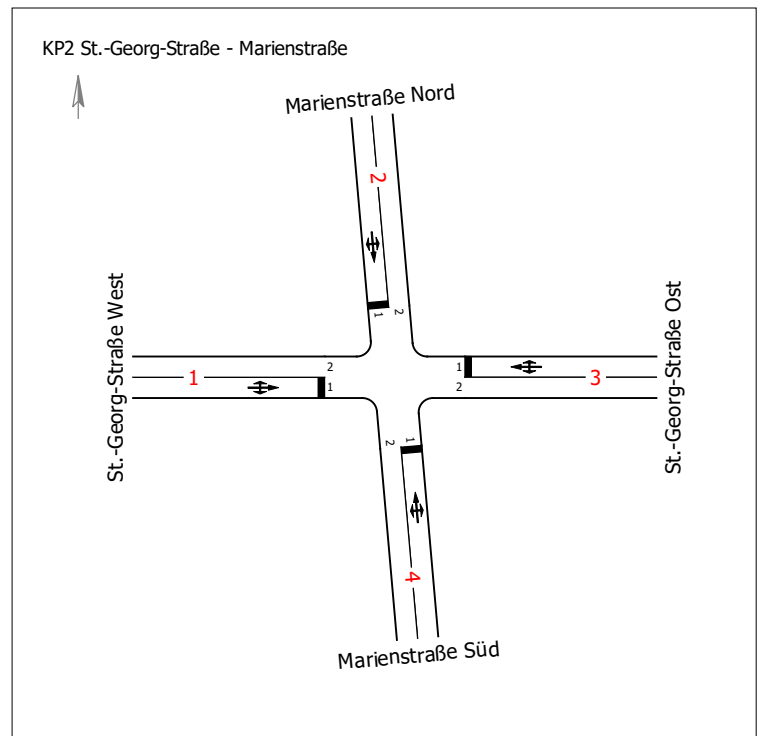 KP2 St.-Georg-Straße - Marienstraße
Marienstraße Nord
2
1 2
St.-Georg-Straße West
1
2
1
St.-Georg-Straße Ost
3
1
2
2 1
4
Marienstraße Süd